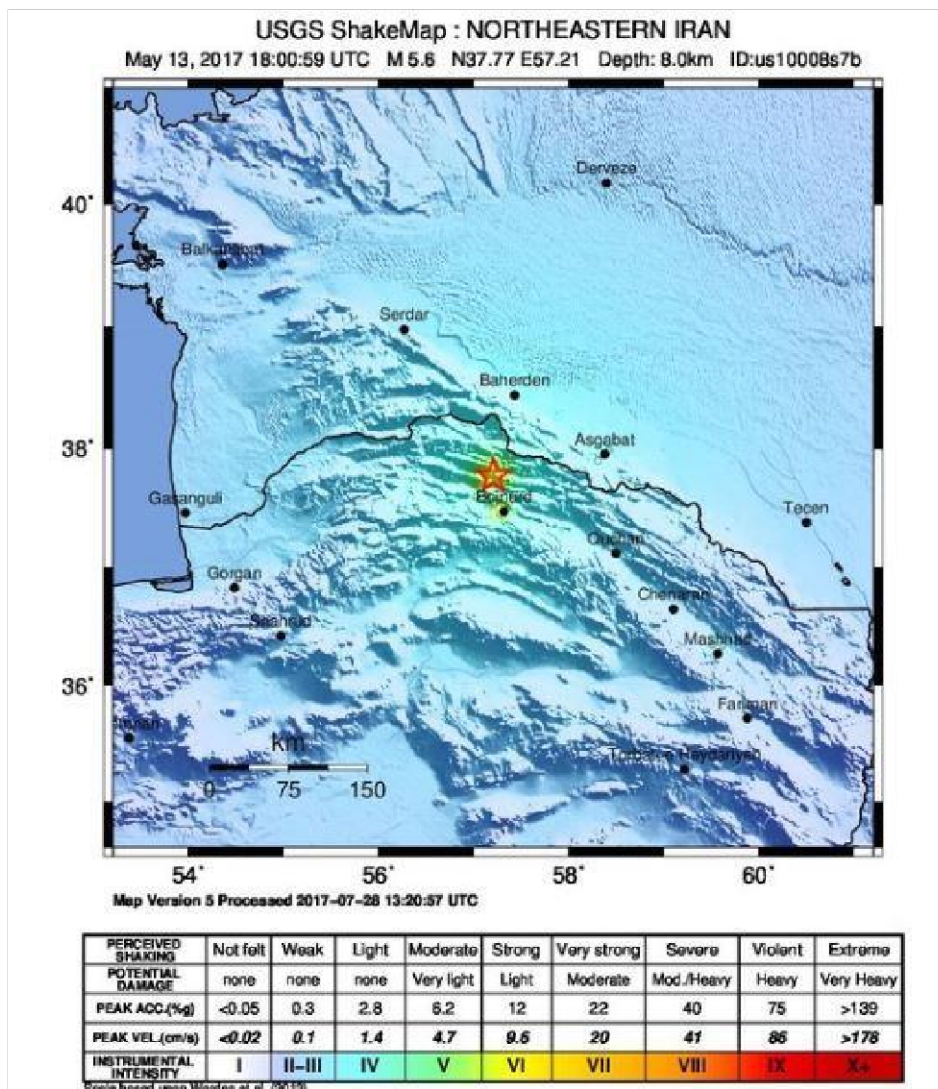 USGS ShakeMap : NORTHEASTERN IRAN
May 13, 2017 18:00:59 UTC M 5.6 N37.77 E57.21 Depth: 8.0km ID:us10008s7b
Derveze
40°
Serdar
Baherden
38°
Asgabat
Gasanguli
Tecen
Gorgan
Chenaran
36°
km
0 75 150
54° 56° 58° 60°
Map Version 5 Processed 2017-07-28 13:20:57 UTC
PERCEIVED SHAKING Not felt Weak Light Moderate Strong Very strong Severe Violent Extreme
POTENTIAL DAMAGE none none none Very light Light Moderate Mod./Heavy Heavy Very Heavy
PEAK ACC.(%g) <0.05 0.3 2.8 6.2 12 22 40 75 >139
PEAK VEL.(cm/s) <0.02 0.1 1.4 4.7 9.6 20 41 86 >178
INSTRUMENTAL INTENSITY I II-III IV V VI VII VIII IX X+